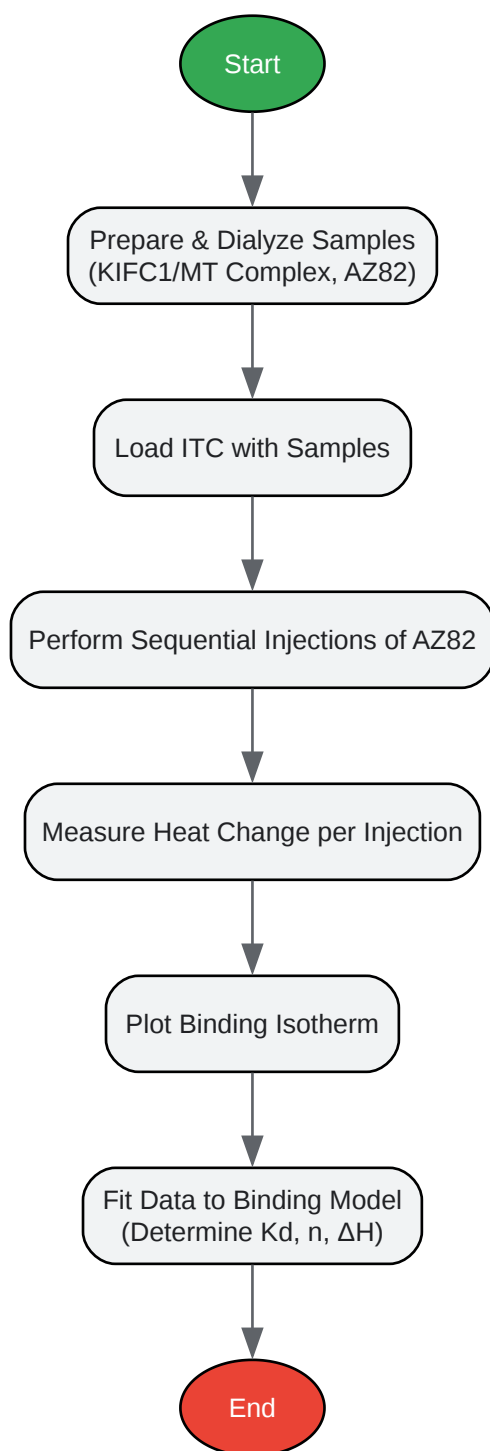 Start
Prepare & Dialyze Samples
(KIFC1/MT Complex, AZ82)
Load ITC with Samples
Perform Sequential Injections of AZ82
Measure Heat Change per Injection
Plot Binding Isotherm
Fit Data to Binding Model
(Determine Kd, n, ΔH)
End